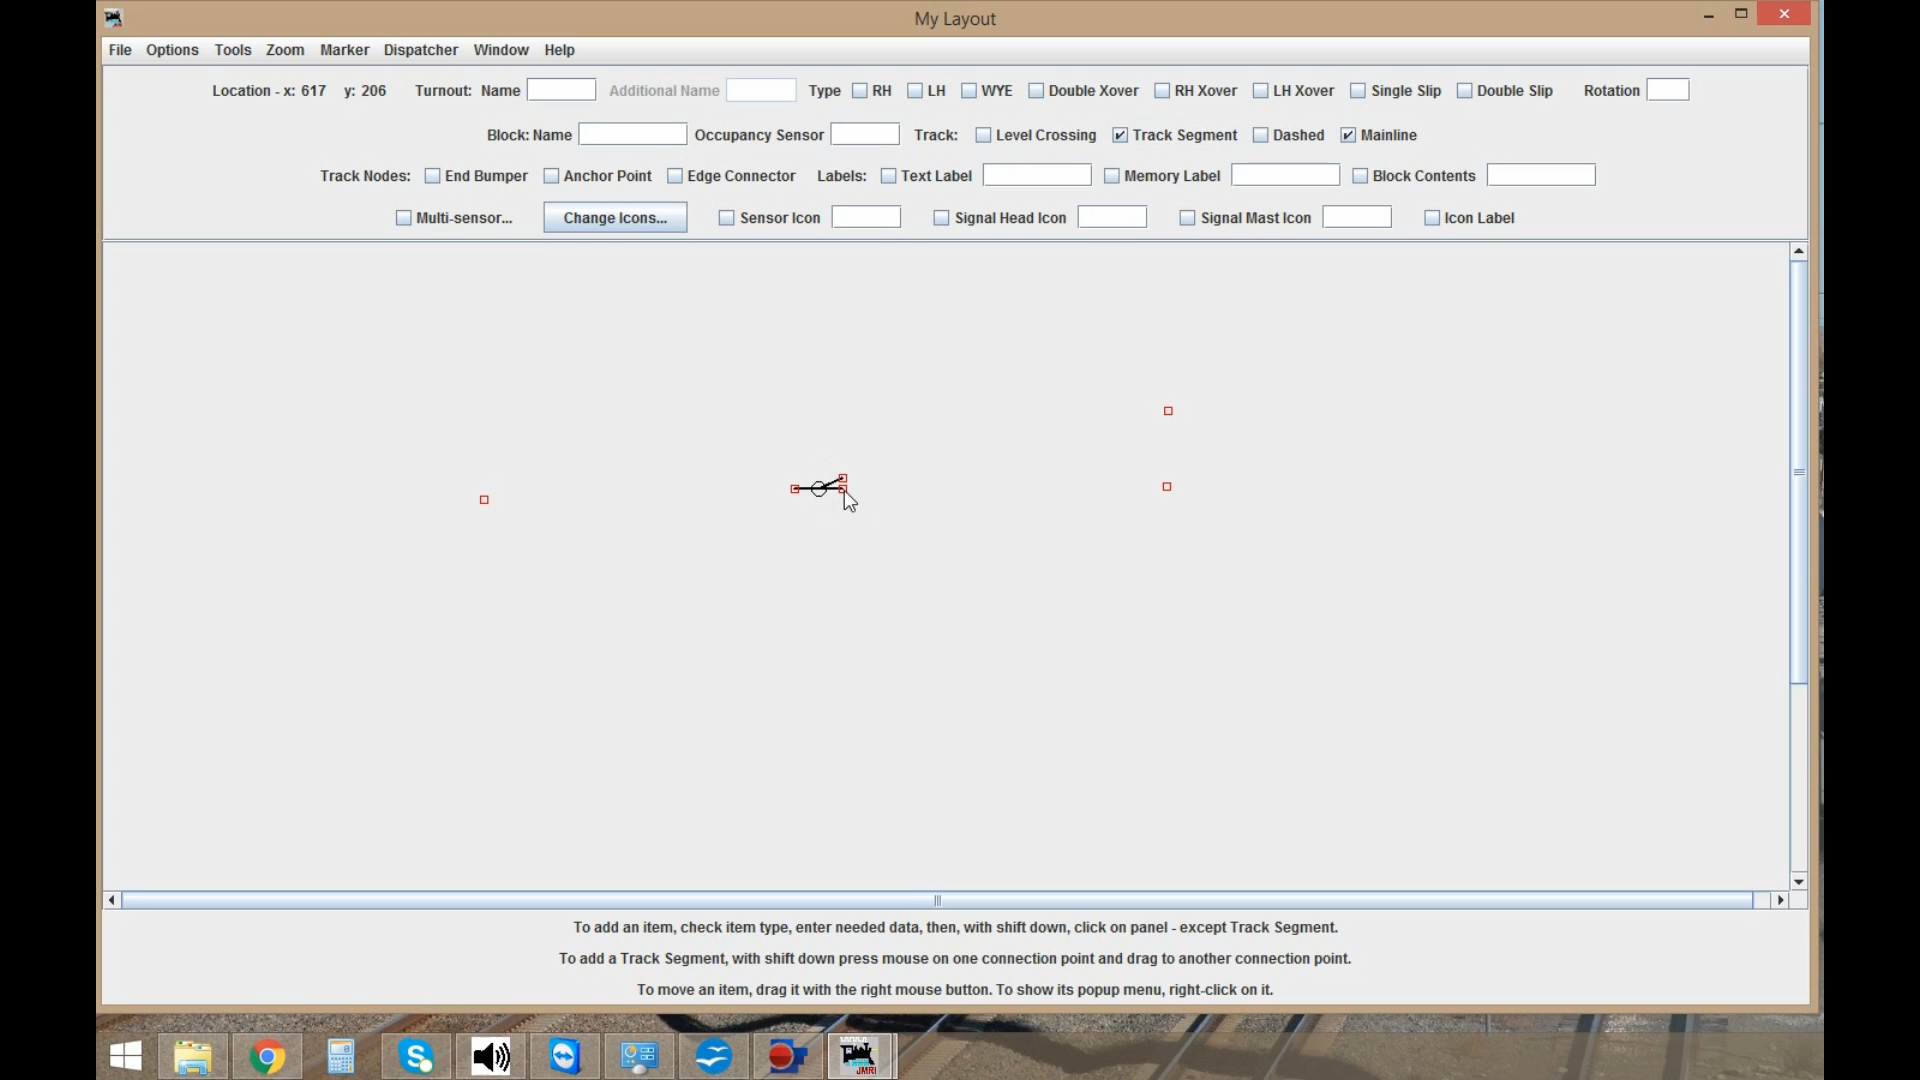 My Layout
File Options Tools Zoom Marker Dispatcher Window Help
Location - x: 617 y: 206 Turnout: Name Additional Name Type RH LH WYE Double Xover RH Xover LH Xover Single Slip Double Slip Rotation
Block: Name Occupancy Sensor Track: Level Crossing Track Segment Dashed Mainline
Track Nodes: End Bumper Anchor Point Edge Connector Labels: Text Label Memory Label Block Contents
Multi-sensor... Change Icons... Sensor Icon Signal Head Icon Signal Mast Icon Icon Label
To add an item, check item type, enter needed data, then, with shift down, click on panel - except Track Segment.
To add a Track Segment, with shift down press mouse on one connection point and drag to another connection point.
To move an item, drag it with the right mouse button. To show its popup menu, right-click on it.
JMRI